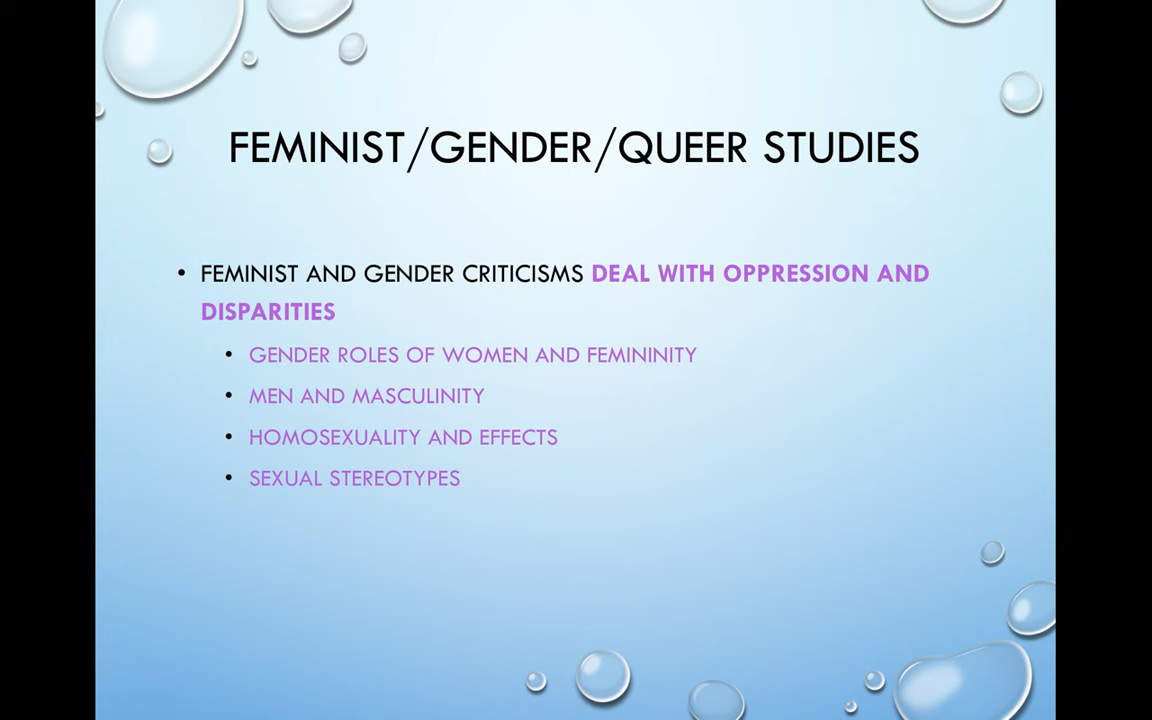 FEMINIST/GENDER/QUEER STUDIES
• FEMINIST AND GENDER CRITICISMS DEAL WITH OPPRESSION AND
DISPARITIES
• GENDER ROLES OF WOMEN AND FEMININITY
• MEN AND MASCULINITY
• HOMOSEXUALITY AND EFFECTS
• SEXUAL STEREOTYPES